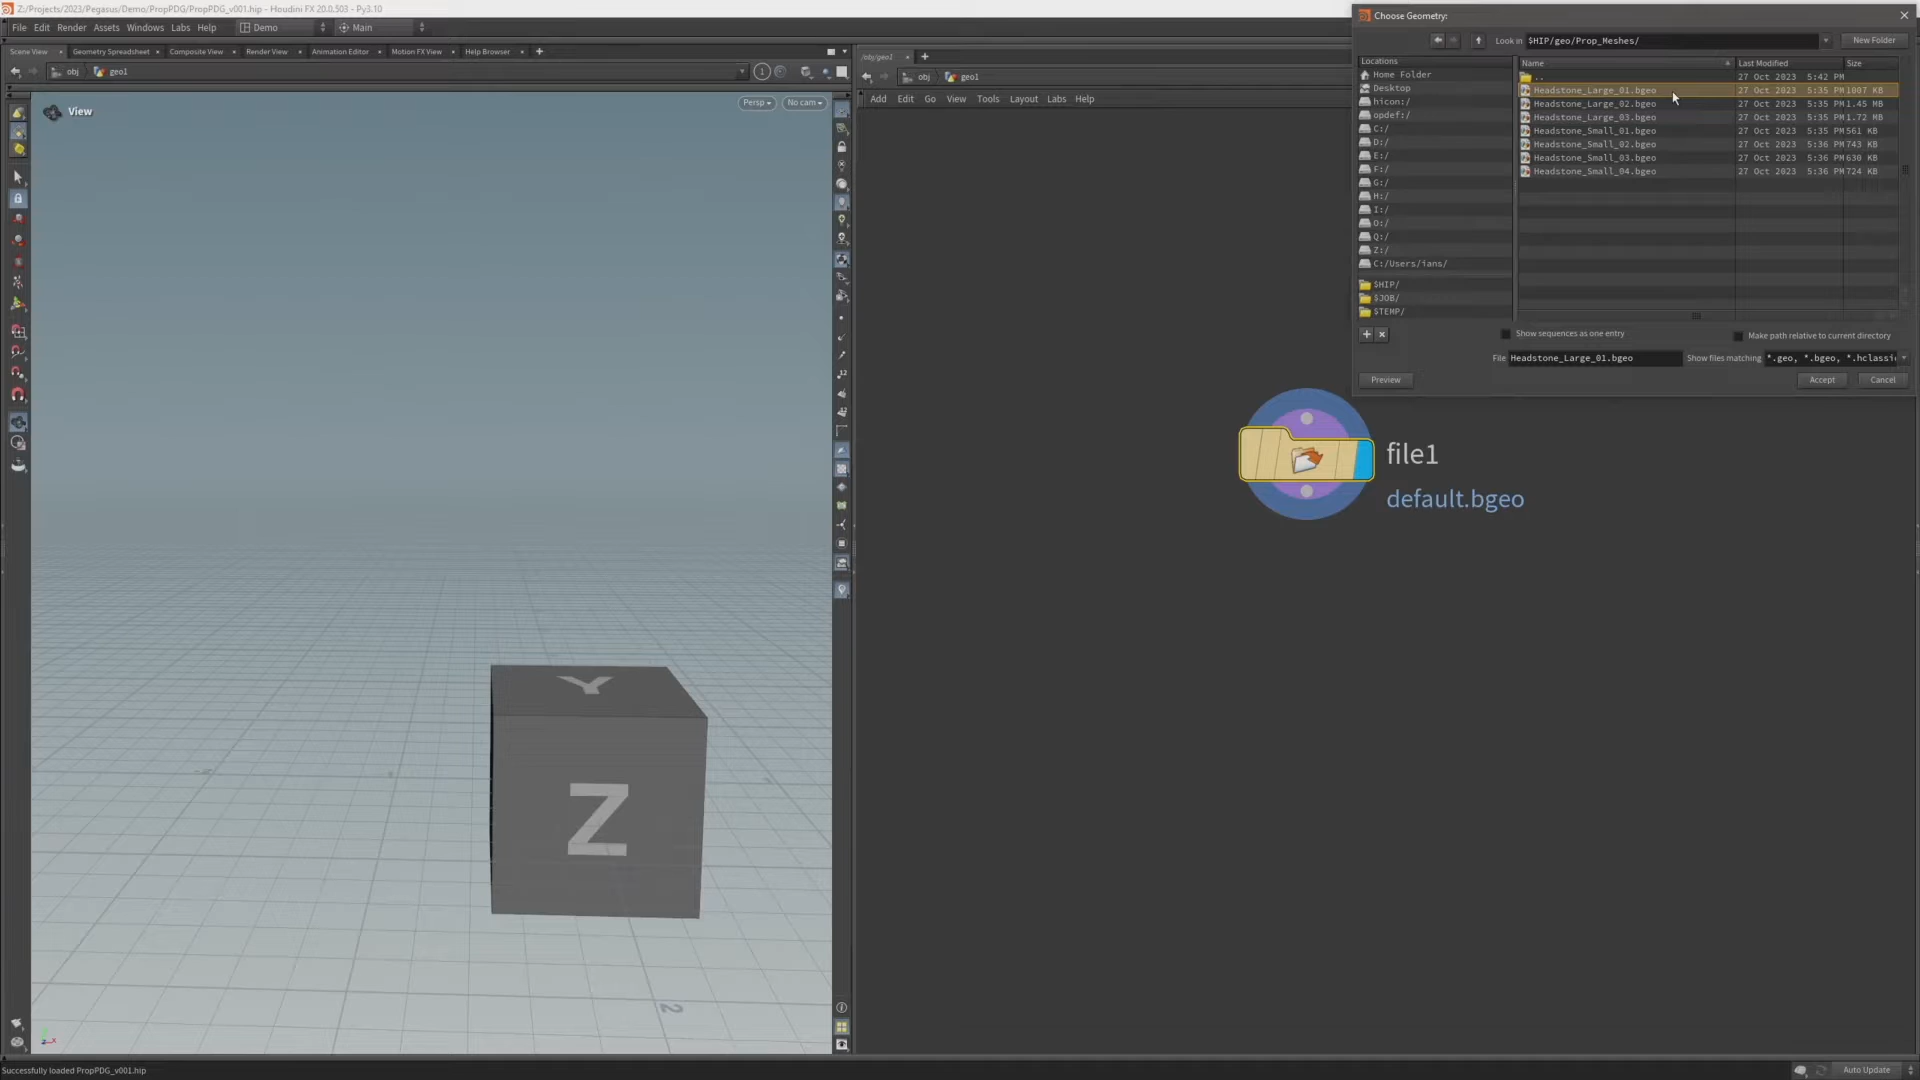 Z:/Projects/2023/Pegasus/Demo/PropPDG/PropPDG_v001.hip - Houdini FX 20.0.503 - Py3.10
File Edit Render Assets Windows Labs Help Demo Main
Scene View Geometry Spreadsheet Composite View Render View Animation Editor Motion FX View Help Browser
obj geo1
1
View
Persp No cam
12
Y
Z
2
/obj/geo1
obj geo1
Add Edit Go View Tools Layout Labs Help
file1
default.bgeo
Choose Geometry:
Look in $HIP/geo/Prop_Meshes/ New Folder
Locations
Home Folder
Desktop
hicon:/
opdef:/
C:/
D:/
E:/
F:/
G:/
H:/
I:/
O:/
Q:/
Z:/
C:/Users/ians/
$HIP/
$JOB/
$TEMP/
Name Last Modified Size
.. 27 Oct 2023 5:42 PM
Headstone_Large_01.bgeo 27 Oct 2023 5:35 PM 1007 KB
Headstone_Large_02.bgeo 27 Oct 2023 5:35 PM 1.45 MB
Headstone_Large_03.bgeo 27 Oct 2023 5:35 PM 1.72 MB
Headstone_Small_01.bgeo 27 Oct 2023 5:35 PM 561 KB
Headstone_Small_02.bgeo 27 Oct 2023 5:36 PM 743 KB
Headstone_Small_03.bgeo 27 Oct 2023 5:36 PM 630 KB
Headstone_Small_04.bgeo 27 Oct 2023 5:36 PM 724 KB
Show sequences as one entry Make path relative to current directory
File Headstone_Large_01.bgeo Show files matching *.geo, *.bgeo, *.hclassi
Preview Accept Cancel
Successfully loaded PropPDG_v001.hip
Auto Update